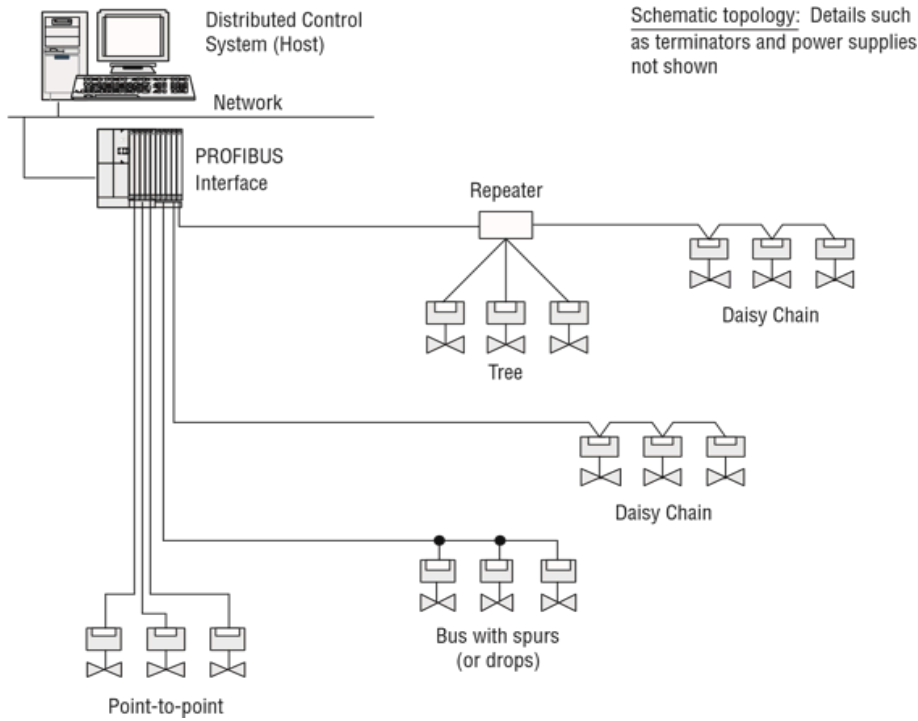 Distributed Control
System (Host)
Schematic topology: Details such
as terminators and power supplies
not shown
Network
PROFIBUS
Interface
Repeater
Daisy Chain
Tree
Daisy Chain
Bus with spurs
(or drops)
Point-to-point